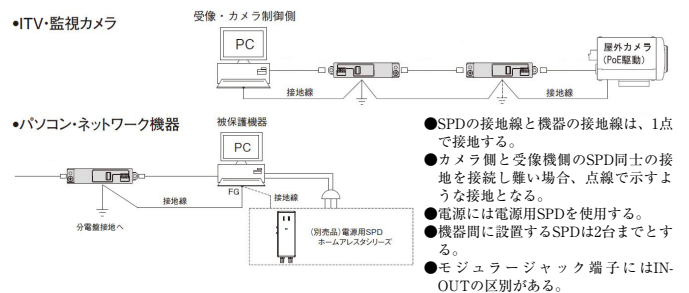 ●ITV・監視カメラ
受像・カメラ制御側
PC
接地線
接地線
屋外カメラ
(PoE駆動)
●パソコン・ネットワーク機器
被保護機器
PC
FG
接地線
接地線
分電盤接地へ
(別売品)電源用SPD
ホームアレスタシリーズ
●SPDの接地線と機器の接地線は、1点
で接地する。
●カメラ側と受像機側のSPD同士の接
地を接続し難い場合、点線で示すよ
うな接地となる。
●電源には電源用SPDを使用する。
●機器間に設置するSPDは2台までとす
る。
●モジュラージャック端子にはIN-
OUTの区別がある。